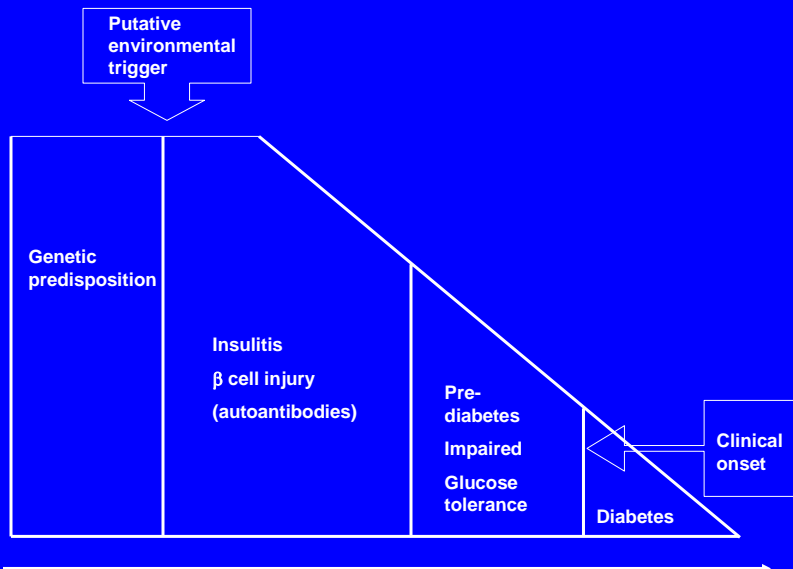 Putative
environmental
trigger
Genetic
predisposition
Insulitis
β cell injury
(autoantibodies)
Pre-
diabetes
Impaired
Glucose
tolerance
Clinical
onset
Diabetes